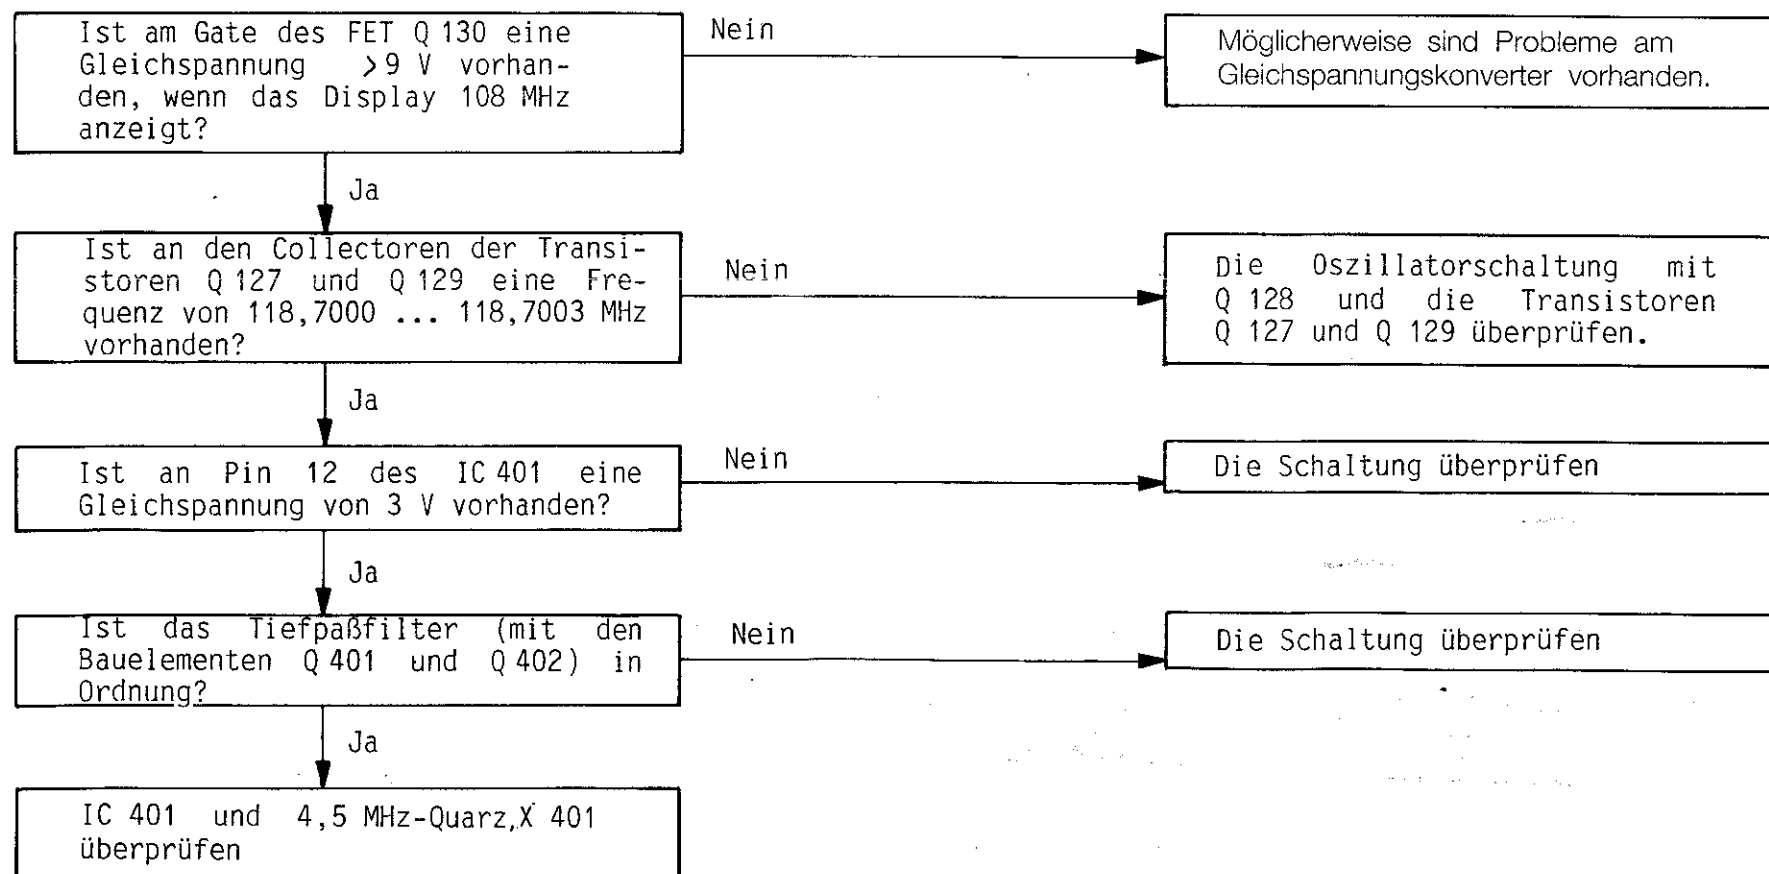 Ist am Gate des FET Q 130 eine
Gleichspannung >9 V vorhan-
den, wenn das Display 108 MHz
anzeigt?
Nein
Möglicherweise sind Probleme am
Gleichspannungskonverter vorhanden.
Ja
Ist an den Collectoren der Transi-
storen Q 127 und Q 129 eine Fre-
quenz von 118,7000 ... 118,7003 MHz
vorhanden?
Nein
Die Oszillatorschaltung mit
Q 128 und die Transistoren
Q 127 und Q 129 überprüfen.
Ja
Ist an Pin 12 des IC 401 eine
Gleichspannung von 3 V vorhanden?
Nein
Die Schaltung überprüfen
Ja
Ist das Tiefpaßfilter (mit den
Bauelementen Q 401 und Q 402) in
Ordnung?
Nein
Die Schaltung überprüfen
Ja
IC 401 und 4,5 MHz-Quarz,X 401
überprüfen